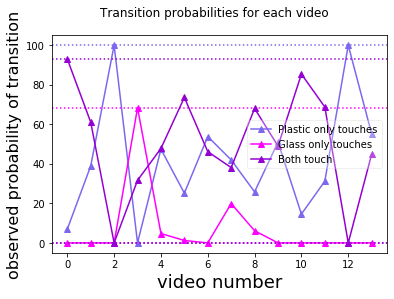 Transition probabilities for each video
observed probability of transition
100
80
60
40
20
0
Plastic only touches
Glass only touches
Both touch
0 2 4 6 8 10 12
video number